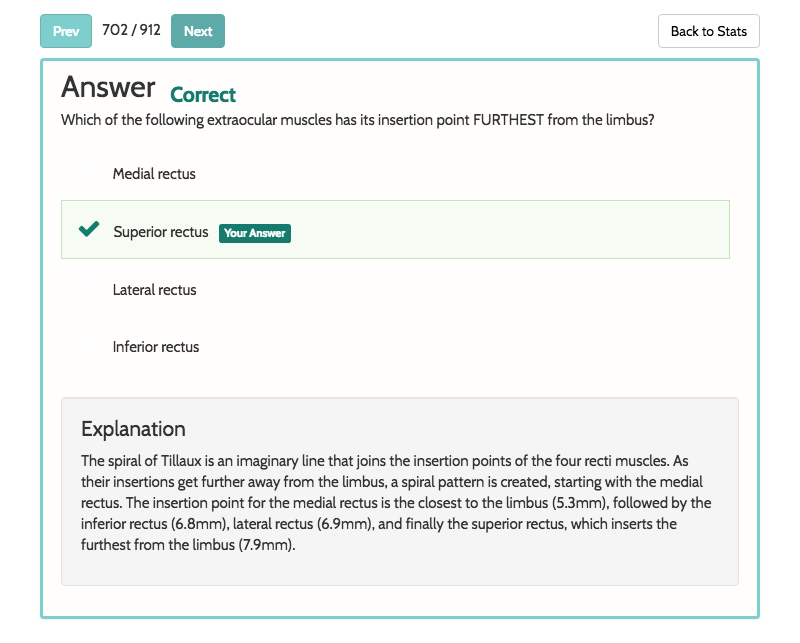 Prev 702 / 912 Next Back to Stats
Answer Correct
Which of the following extraocular muscles has its insertion point FURTHEST from the limbus?
Medial rectus
Superior rectus Your Answer
Lateral rectus
Inferior rectus
Explanation
The spiral of Tillaux is an imaginary line that joins the insertion points of the four recti muscles. As
their insertions get further away from the limbus, a spiral pattern is created, starting with the medial
rectus. The insertion point for the medial rectus is the closest to the limbus (5.3mm), followed by the
inferior rectus (6.8mm), lateral rectus (6.9mm), and finally the superior rectus, which inserts the
furthest from the limbus (7.9mm).